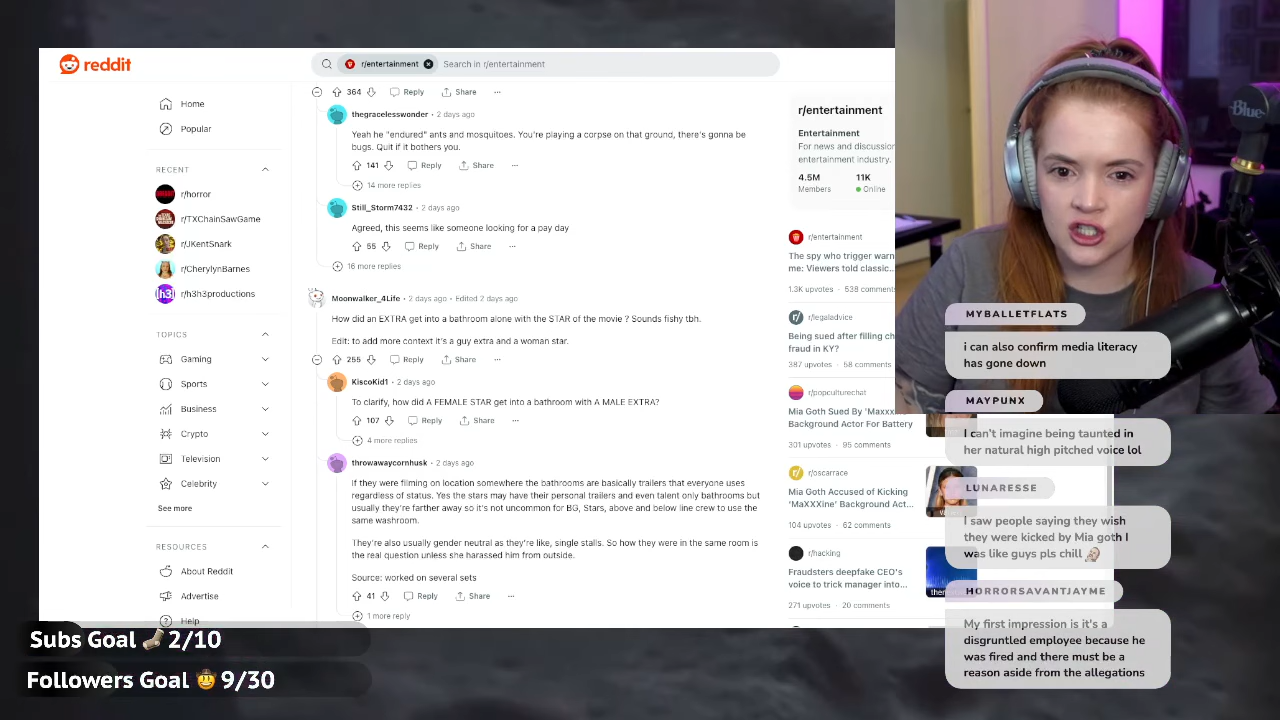 reddit
r/entertainment
Search in r/entertainment
Home
Popular
RECENT
r/horror
r/TXChainSawGame
r/JKentSnark
r/CherylynBarnes
r/h3h3productions
TOPICS
Gaming
Sports
Business
Crypto
Television
Celebrity
See more
RESOURCES
About Reddit
Advertise
Help
364 Reply Share
thegracelesswonder • 2 days ago
Yeah he "endured" ants and mosquitoes. You're playing a corpse on that ground, there's gonna be
bugs. Quit if it bothers you.
141 Reply Share ...
14 more replies
Still_Storm7432 • 2 days ago
Agreed, this seems like someone looking for a pay day
55 Reply Share ...
16 more replies
Moonwalker_4Life • 2 days ago • Edited 2 days ago
How did an EXTRA get into a bathroom alone with the STAR of the movie ? Sounds fishy tbh.
Edit: to add more context it's a guy extra and a woman star.
255 Reply Share ...
KiscoKid1 • 2 days ago
To clarify, how did A FEMALE STAR get into a bathroom with A MALE EXTRA?
107 Reply Share ...
4 more replies
throwawaycornhusk • 2 days ago
If they were filming on location somewhere the bathrooms are basically trailers that everyone uses
regardless of status. Yes the stars may have their personal trailers and even talent only bathrooms but
usually they're farther away so it's not uncommon for BG, Stars, above and below line crew to use the
same washroom.
They're also usually gender neutral as they're like, single stalls. So how they were in the same room is
the real question unless she harassed him from outside.
Source: worked on several sets
41 Reply Share ...
1 more reply
r/entertainment
Entertainment
For news and discussion
entertainment industry.
4.5M 11K
Members Online
r/entertainment
The spy who trigger warn
me: Viewers told classic...
1.3K upvotes · 538 comm
r/legaladvice
Being sued after filing ch
fraud in KY?
387 upvotes · 58 comments
r/popculturechat
Mia Goth Sued By 'Maxxx
Background Actor For Battery
301 upvotes · 95 comments
r/oscarrace
Mia Goth Accused of Kicking
'MaXXXine' Background Act...
104 upvotes · 62 comments
r/hacking
Fraudsters deepfake CEO's
voice to trick manager into...
271 upvotes · 20 comments
Blue
MYBALLETFLATS
i can also confirm media literacy
has gone down
MAYPUNX
I can't imagine being taunted in
her natural high pitched voice lol
LUNARESSE
I saw people saying they wish
they were kicked by Mia goth I
was like guys pls chill
HORRORSAVANTJAYME
My first impression is it's a
disgruntled employee because he
was fired and there must be a
reason aside from the allegations
Subs Goal 2/10
Followers Goal 9/30